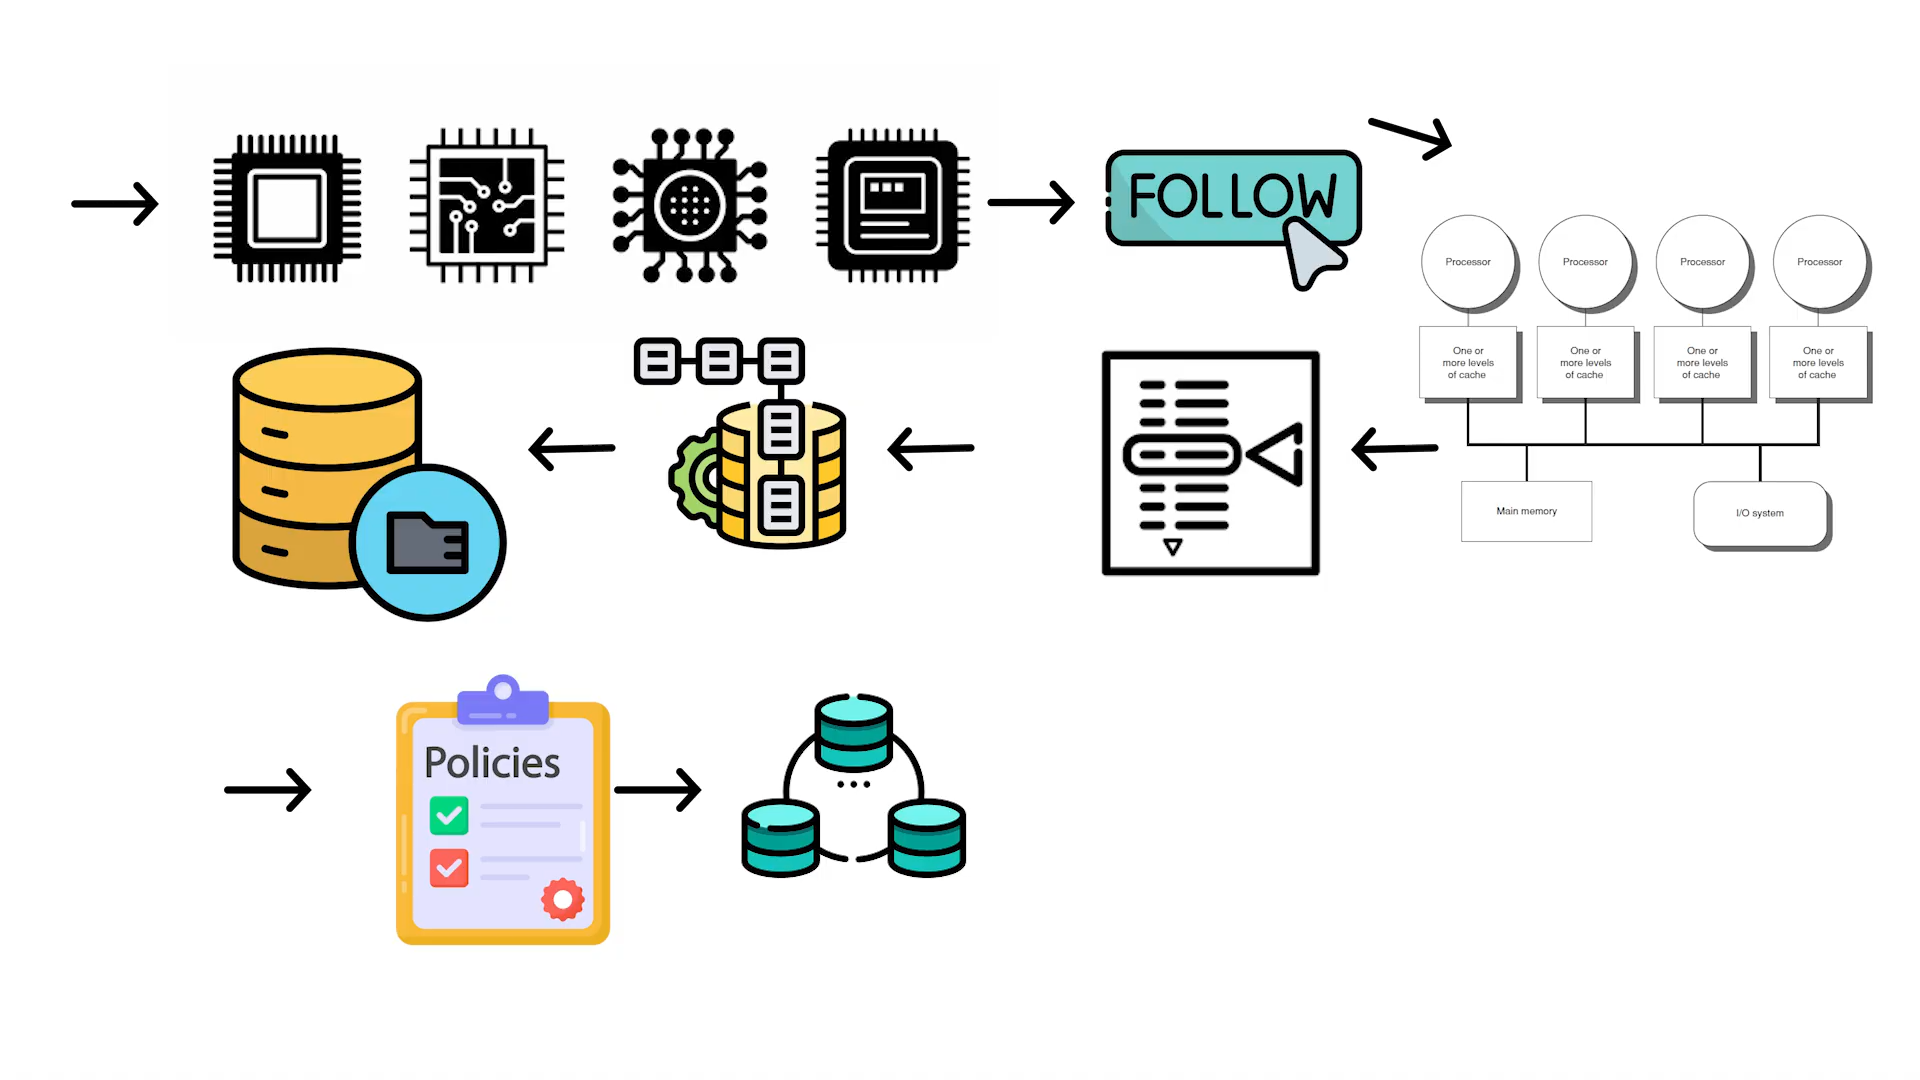 FOLLOW
Processor
Processor
Processor
Processor
One or
more levels
of cache
One or
more levels
of cache
One or
more levels
of cache
One or
more levels
of cache
Main memory
I/O system
Policies